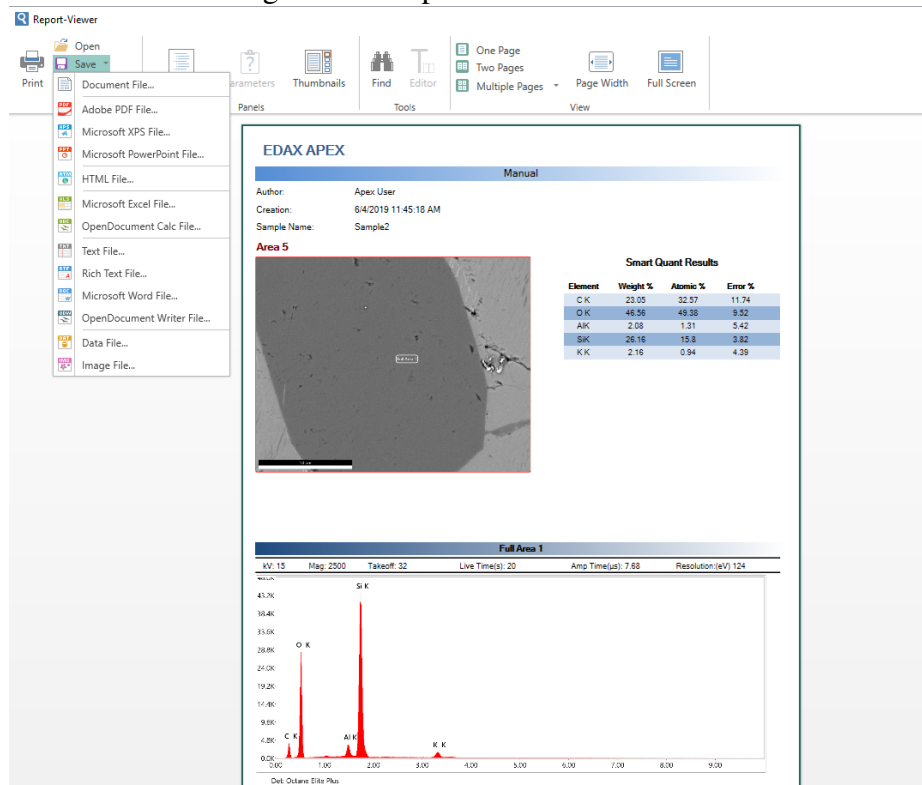 Report-Viewer
Open
Save
Print
Document File...
Adobe PDF File...
Microsoft XPS File...
Microsoft PowerPoint File...
HTML File...
Microsoft Excel File...
OpenDocument Calc File...
Text File...
Rich Text File...
Microsoft Word File...
OpenDocument Writer File...
Data File...
Image File...
Thumbnails
Panels
Find
Editor
Tools
One Page
Two Pages
Multiple Pages
Page Width
Full Screen
View
EDAX APEX
Manual
Author: Apex User
Creation: 6/4/2019 11:45:18 AM
Sample Name: Sample2
Area 5
Smart Quant Results
Element Weight % Atomic % Error %
C K 23.05 32.57 11.74
O K 46.56 49.38 9.52
AlK 2.08 1.31 5.42
SiK 26.16 15.8 3.82
K K 2.16 0.94 4.39
Full Area 1
Full Area 1
kV: 15 Mag: 2500 Takeoff: 32 Live Time(s): 20 Amp Time(µs): 7.68 Resolution:(eV) 124
43.2K
38.4K
33.6K
28.8K
24.0K
19.2K
14.4K
9.6K
4.8K
0.0K
C K
O K
Al K
Si K
K K
0.00 1.00 2.00 3.00 4.00 5.00 6.00 7.00 8.00 9.00
Det: Octane Elite Plus